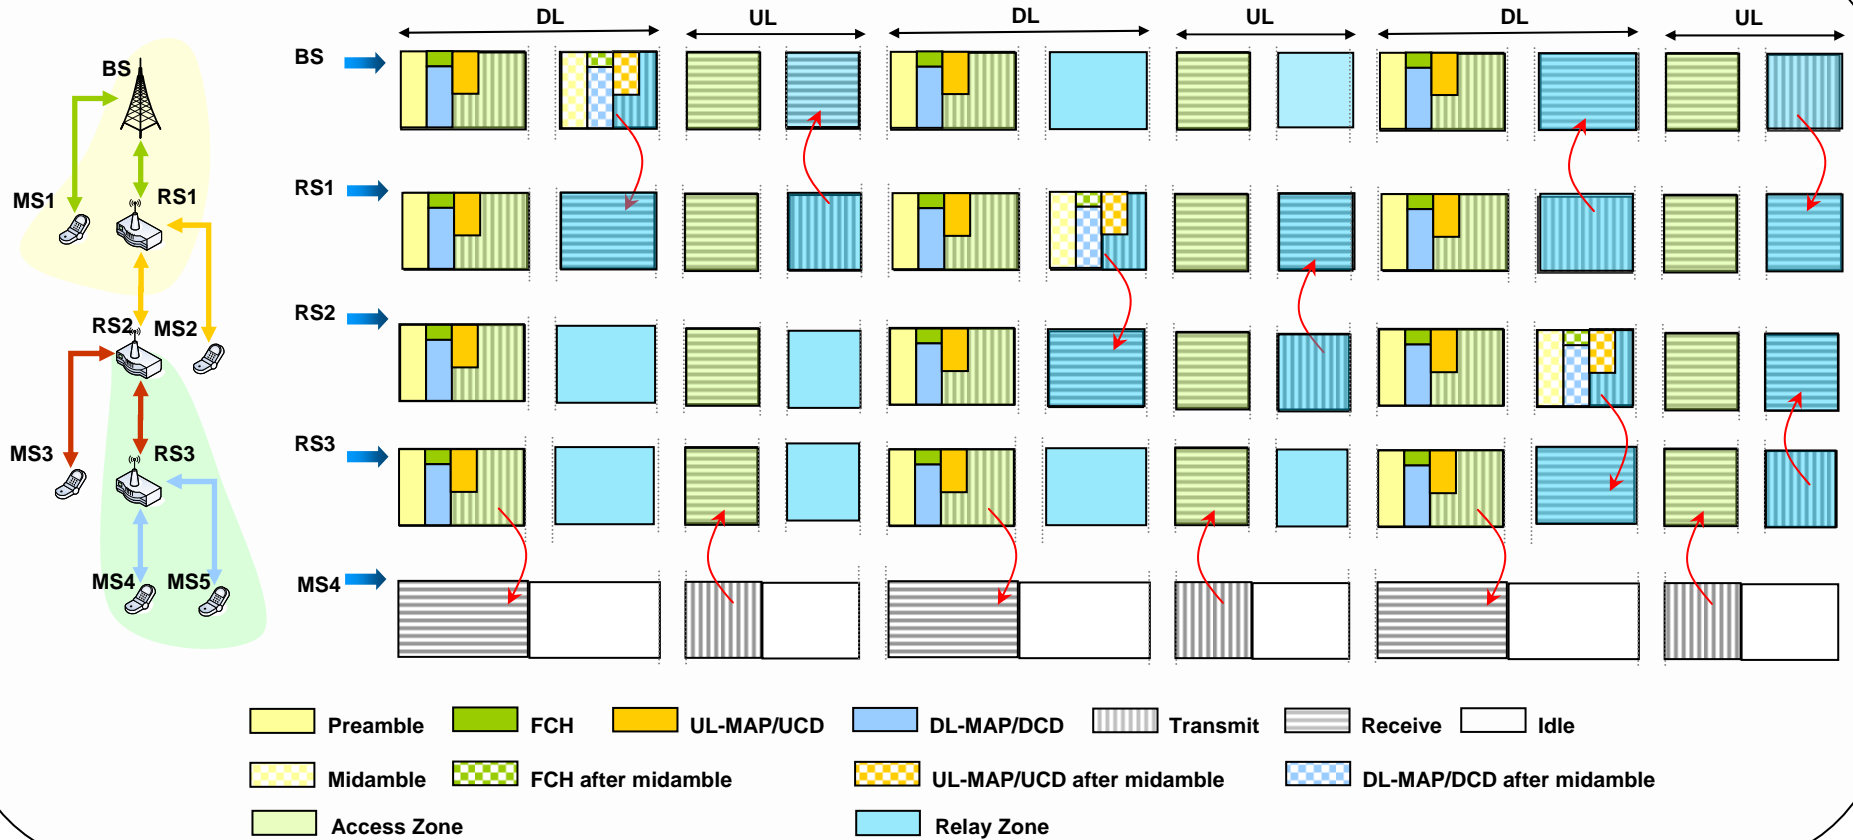 DL UL DL UL DL UL
BS
BS
RS1
MS1 RS1
RS2
RS2 MS2
RS3
MS3 RS3
MS4 MS5 MS4
Preamble FCH UL-MAP/UCD DL-MAP/DCD Transmit Receive Idle
Midamble FCH after midamble UL-MAP/UCD after midamble DL-MAP/DCD after midamble
Access Zone Relay Zone